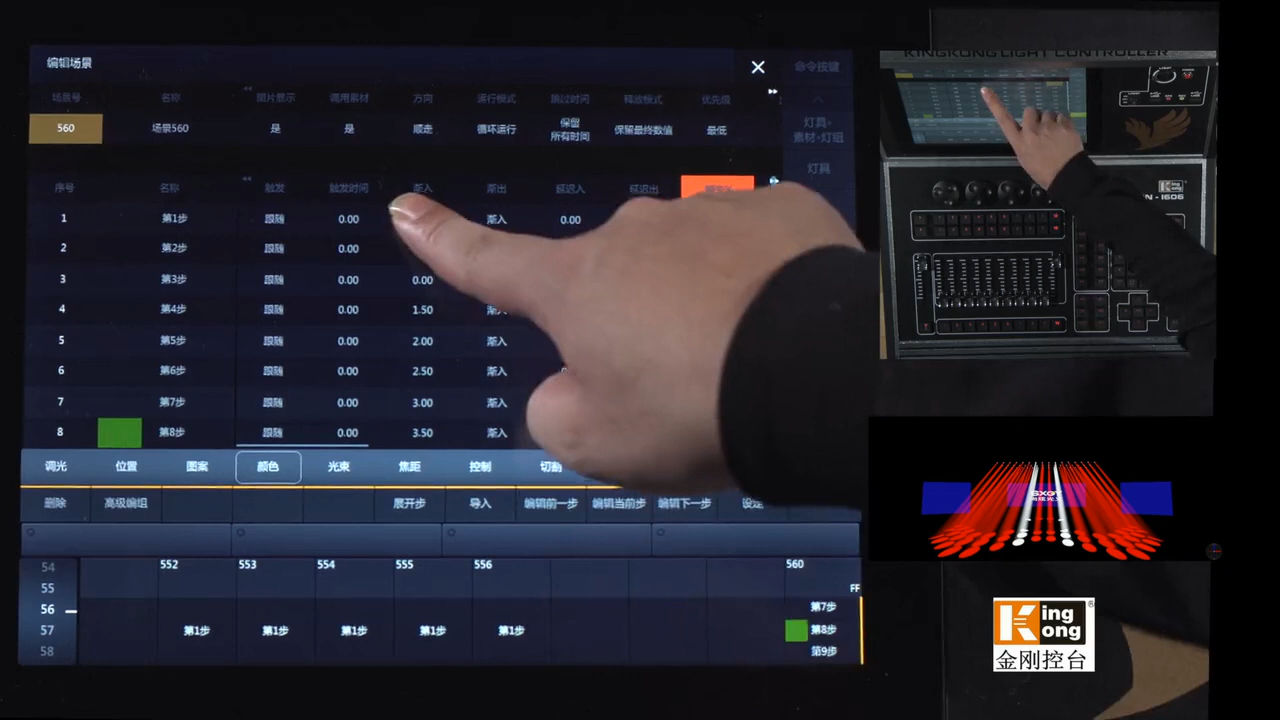 编辑场景
命令按键
场景号 名称 照片显示 调用素材 方向 运行模式 跳过时间 释放模式 优先级
560 场景560 是 是 顺走 循环运行 保留所有时间 保留最终数值 最低
灯具+
素材+灯组
灯具
序号 名称 触发 触发时间 渐入 渐出 延迟入 延迟出
1 第1步 跟随 0.00 渐入 0.00
2 第2步 跟随 0.00
3 第3步 跟随 0.00 0.00
4 第4步 跟随 0.00 1.50 渐入
5 第5步 跟随 0.00 2.00 渐入
6 第6步 跟随 0.00 2.50 渐入
7 第7步 跟随 0.00 3.00 渐入
8 第8步 跟随 0.00 3.50 渐入
调光 位置 图案 颜色 光束 焦距 控制 切割
删除 高级编组 展开步 导入 编辑前一步 编辑当前步 编辑下一步 设定
54 552 553 554 555 556 560
55 FF
56 第7步
57 第1步 第1步 第1步 第1步 第1步 第8步
58 第9步
KINGKONG LIGHT CONTROLLER
King Kong
N-1606
King
Kong
®
金刚控台